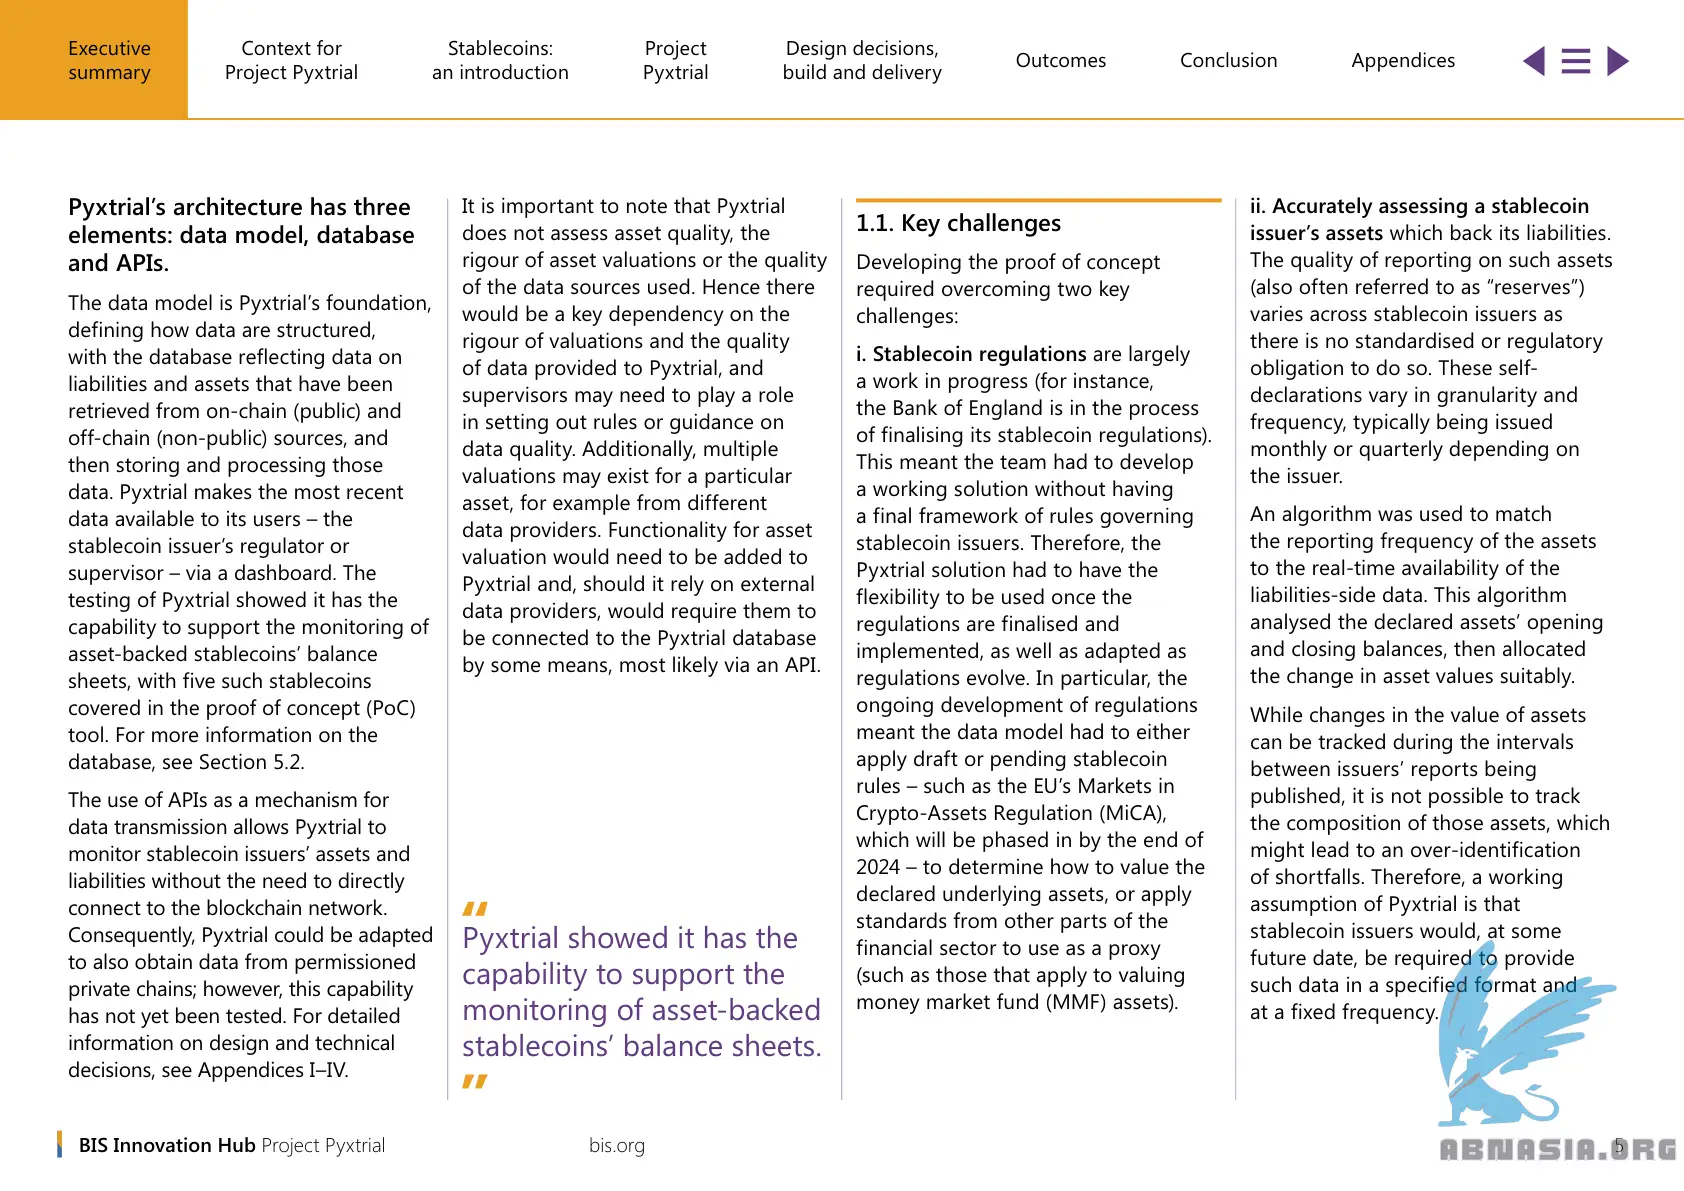 Executive
summary
Context for
Project Pyxtrial
Stablecoins:
an introduction
Project
Pyxtrial
Design decisions,
build and delivery
Outcomes
Conclusion
Appendices
Pyxtrial’s architecture has three
elements: data model, database
and APIs.
The data model is Pyxtrial’s foundation,
defining how data are structured,
with the database reflecting data on
liabilities and assets that have been
retrieved from on-chain (public) and
off-chain (non-public) sources, and
then storing and processing those
data. Pyxtrial makes the most recent
data available to its users – the
stablecoin issuer’s regulator or
supervisor – via a dashboard. The
testing of Pyxtrial showed it has the
capability to support the monitoring of
asset-backed stablecoins’ balance
sheets, with five such stablecoins
covered in the proof of concept (PoC)
tool. For more information on the
database, see Section 5.2.
The use of APIs as a mechanism for
data transmission allows Pyxtrial to
monitor stablecoin issuers’ assets and
liabilities without the need to directly
connect to the blockchain network.
Consequently, Pyxtrial could be adapted
to also obtain data from permissioned
private chains; however, this capability
has not yet been tested. For detailed
information on design and technical
decisions, see Appendices I–IV.
It is important to note that Pyxtrial
does not assess asset quality, the
rigour of asset valuations or the quality
of the data sources used. Hence there
would be a key dependency on the
rigour of valuations and the quality
of data provided to Pyxtrial, and
supervisors may need to play a role
in setting out rules or guidance on
data quality. Additionally, multiple
valuations may exist for a particular
asset, for example from different
data providers. Functionality for asset
valuation would need to be added to
Pyxtrial and, should it rely on external
data providers, would require them to
be connected to the Pyxtrial database
by some means, most likely via an API.
“
Pyxtrial showed it has the
capability to support the
monitoring of asset-backed
stablecoins’ balance sheets.
”
1.1. Key challenges
Developing the proof of concept
required overcoming two key
challenges:
i. Stablecoin regulations are largely
a work in progress (for instance,
the Bank of England is in the process
of finalising its stablecoin regulations).
This meant the team had to develop
a working solution without having
a final framework of rules governing
stablecoin issuers. Therefore, the
Pyxtrial solution had to have the
flexibility to be used once the
regulations are finalised and
implemented, as well as adapted as
regulations evolve. In particular, the
ongoing development of regulations
meant the data model had to either
apply draft or pending stablecoin
rules – such as the EU’s Markets in
Crypto-Assets Regulation (MiCA),
which will be phased in by the end of
2024 – to determine how to value the
declared underlying assets, or apply
standards from other parts of the
financial sector to use as a proxy
(such as those that apply to valuing
money market fund (MMF) assets).
ii. Accurately assessing a stablecoin
issuer’s assets which back its liabilities.
The quality of reporting on such assets
(also often referred to as “reserves”)
varies across stablecoin issuers as
there is no standardised or regulatory
obligation to do so. These self-
declarations vary in granularity and
frequency, typically being issued
monthly or quarterly depending on
the issuer.
An algorithm was used to match
the reporting frequency of the assets
to the real-time availability of the
liabilities-side data. This algorithm
analysed the declared assets’ opening
and closing balances, then allocated
the change in asset values suitably.
While changes in the value of assets
can be tracked during the intervals
between issuers’ reports being
published, it is not possible to track
the composition of those assets, which
might lead to an over-identification
of shortfalls. Therefore, a working
assumption of Pyxtrial is that
stablecoin issuers would, at some
future date, be required to provide
such data in a specified format and
at a fixed frequency.
BIS Innovation Hub Project Pyxtrial
bis.org
5
ABNASIA.ORG